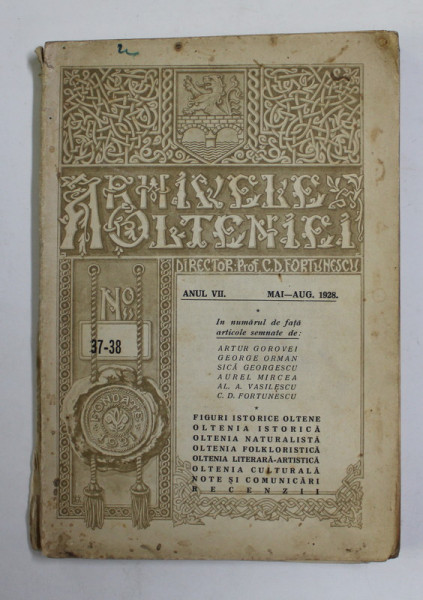 ARHIVELE
OLTENIEI
DIRECTOR: Prof. C.D. FORTUNESCU
No
37-38
ANUL VII. MAI—AUG. 1928.
*
In numărul de față
articole semnate de:
ARTUR GOROVEI
GEORGE ORMAN
SICĂ GEORGESCU
AUREL MIRCEA
AL. A. VASILESCU
C. D. FORTUNESCU
*
FIGURI ISTORICE OLTENE
OLTENIA ISTORICĂ
OLTENIA NATURALISTĂ
OLTENIA FOLKLORISTICĂ
OLTENIA LITERARĂ-ARTISTICĂ
OLTENIA CULTURALĂ
NOTE ȘI COMUNICĂRI
RECENZII
FONDATE
1921